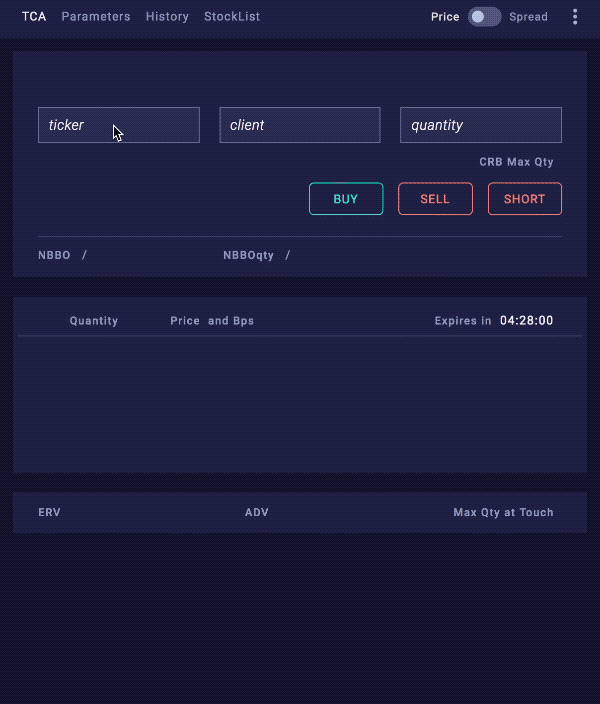 TCA Parameters History StockList Price Spread
ticker client quantity
CRB Max Qty
BUY SELL SHORT
NBBO / NBBOqty /
Quantity Price and Bps Expires in 04:28:00
ERV ADV Max Qty at Touch